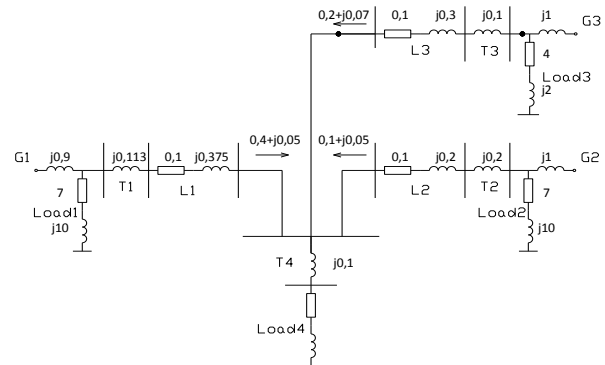 0,2+j0,07 0,1 j0,3 j0,1 j1 G3
L3 T3 4 Load3
j2
0,4+j0,05 0,1+j0,05
G1 j0,9 j0,113 0,1 j0,375 0,1 j0,2 j0,2 j1 G2
7 T1 L1 L2 T2 7
Load1 Load2
j10 j10
T4 j0,1
Load4